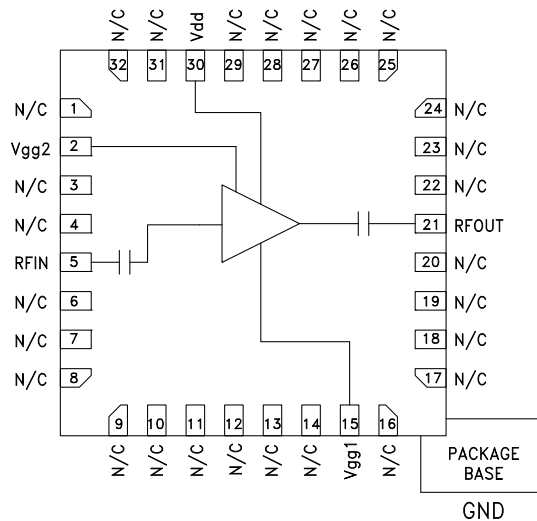 N/C N/C Vdd N/C N/C N/C N/C N/C
32 31 30 29 28 27 26 25
N/C 1
24 N/C
Vgg2 2
23 N/C
N/C 3
22 N/C
N/C 4
21 RFOUT
RFIN 5
20 N/C
N/C 6
19 N/C
N/C 7
18 N/C
N/C 8
17 N/C
9 10 11 12 13 14 15 16
N/C N/C N/C N/C N/C N/C Vgg1 N/C
PACKAGE
BASE
GND